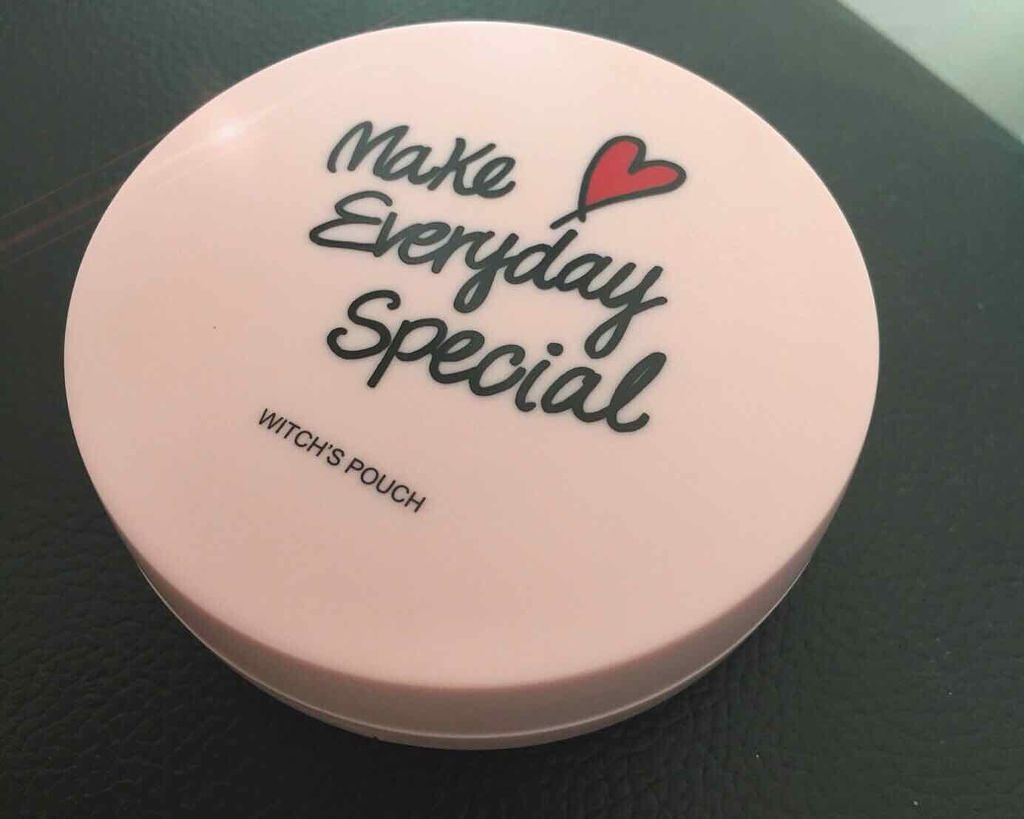 Make
Everyday
Special
WITCH'S POUCH